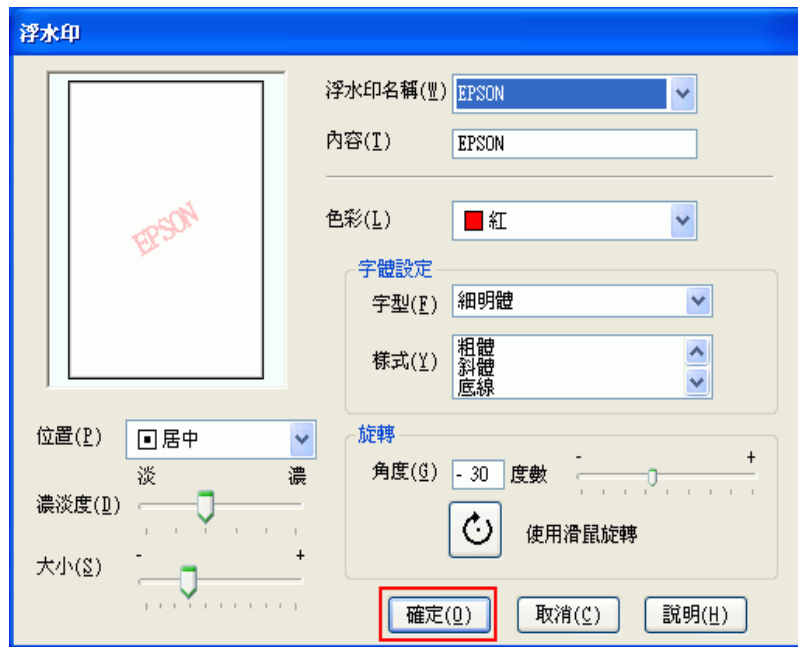 浮水印
EPSON
浮水印名稱(W) EPSON
內容(T) EPSON
色彩(L) 紅
字體設定
字型(F) 細明體
樣式(Y) 粗體
斜體
底線
位置(P) 居中
淡 濃
濃淡度(D)
大小(S) - +
旋轉
角度(G) - 30 度數 - +
使用滑鼠旋轉
確定(O) 取消(C) 說明(H)